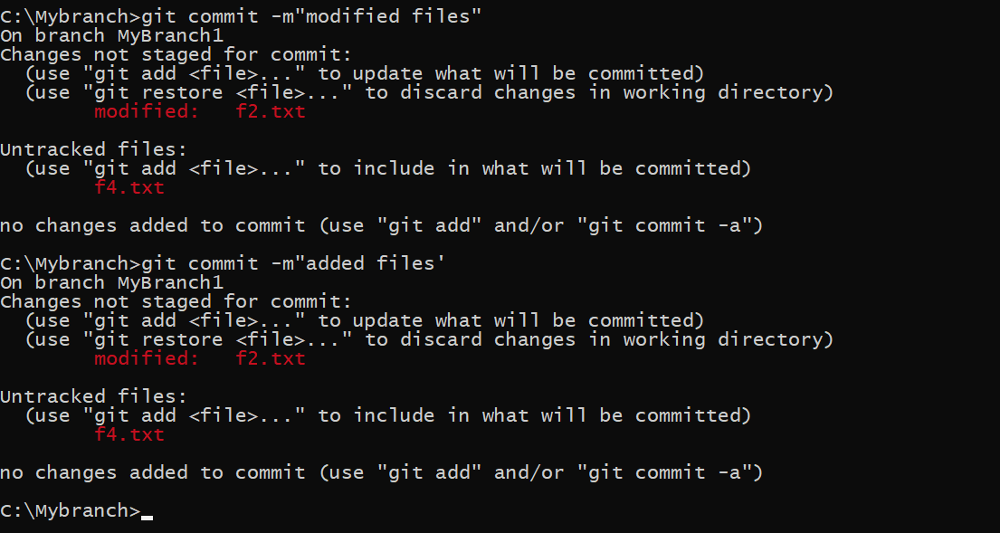 C:\Mybranch>git commit -m"modified files"
On branch MyBranch1
Changes not staged for commit:
  (use "git add <file>..." to update what will be committed)
  (use "git restore <file>..." to discard changes in working directory)
        modified:   f2.txt

Untracked files:
  (use "git add <file>..." to include in what will be committed)
        f4.txt

no changes added to commit (use "git add" and/or "git commit -a")

C:\Mybranch>git commit -m"added files'
On branch MyBranch1
Changes not staged for commit:
  (use "git add <file>..." to update what will be committed)
  (use "git restore <file>..." to discard changes in working directory)
        modified:   f2.txt

Untracked files:
  (use "git add <file>..." to include in what will be committed)
        f4.txt

no changes added to commit (use "git add" and/or "git commit -a")

C:\Mybranch>